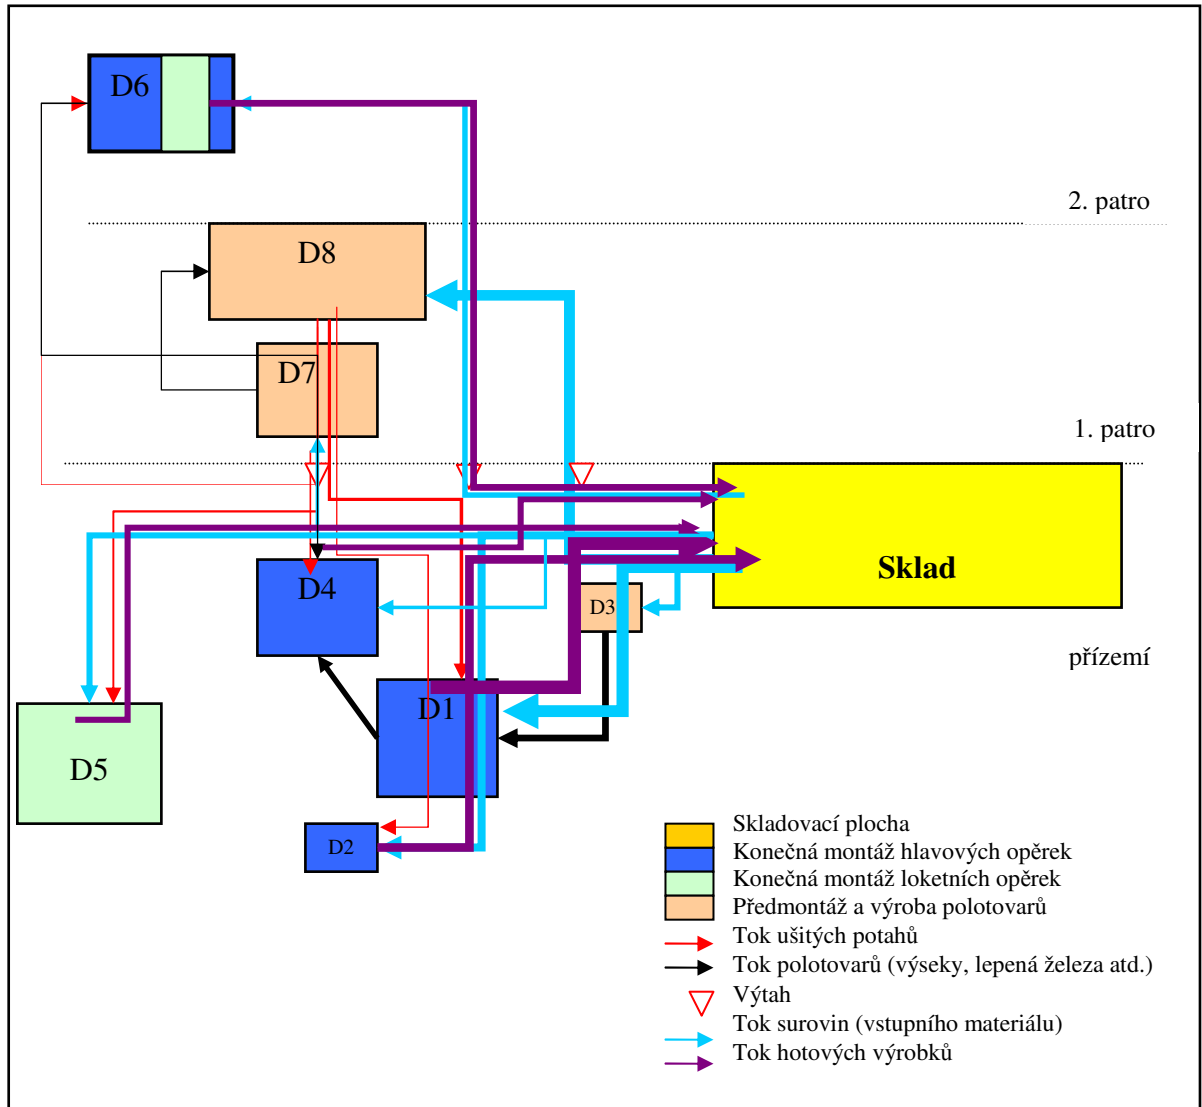 D6
2. patro
D8
D7
1. patro
Sklad
D4
D3
přízemí
D1
D5
D2
Skladovací plocha
Konečná montáž hlavových opěrek
Konečná montáž loketních opěrek
Předmontáž a výroba polotovarů
Tok ušitých potahů
Tok polotovarů (výseky, lepená železa atd.)
Výtah
Tok surovin (vstupního materiálu)
Tok hotových výrobků